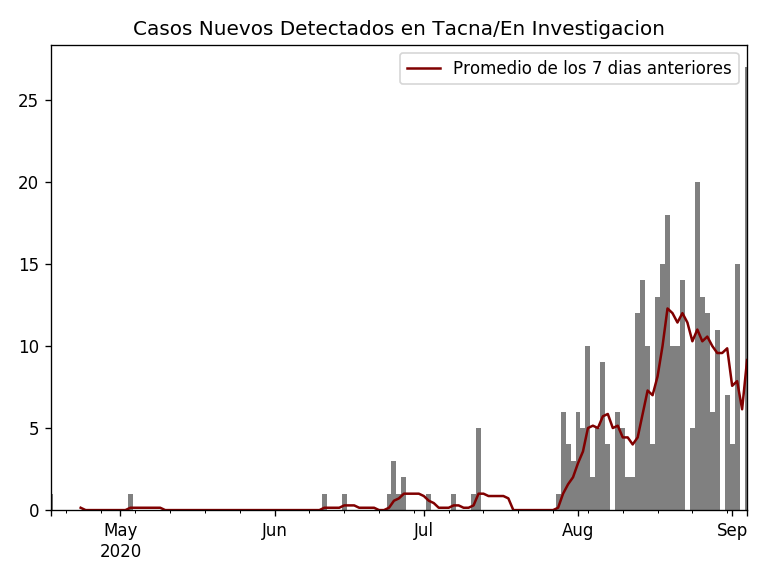 Casos Nuevos Detectados en Tacna/En Investigacion
Promedio de los 7 dias anteriores
25
20
15
10
5
0
May
2020
Jun
Jul
Aug
Sep